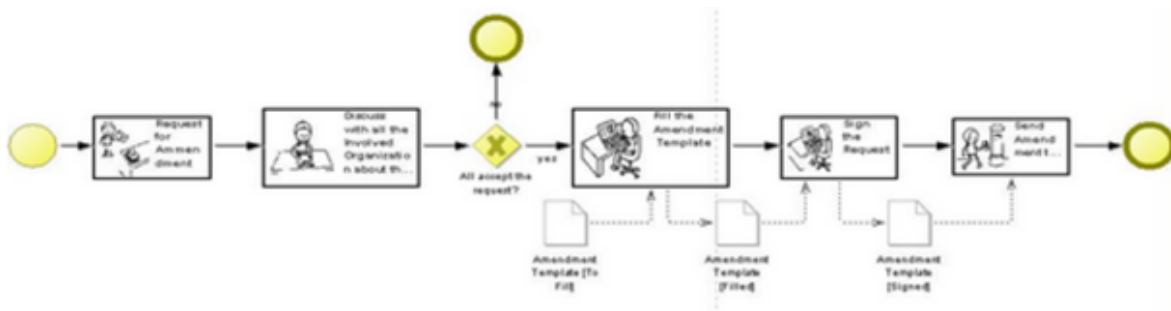 Request
for
Ammen
dment
Discuss
with all the
Involved
Organizatio
n about th...
All accept the
request?
yes
Fill the
Amendment
Template
Sign
the
Request
Send
Amend
ment t...
Amendment
Template [To
Fill]
Amendment
Template
[Filled]
Amendment
Template
[Signed]